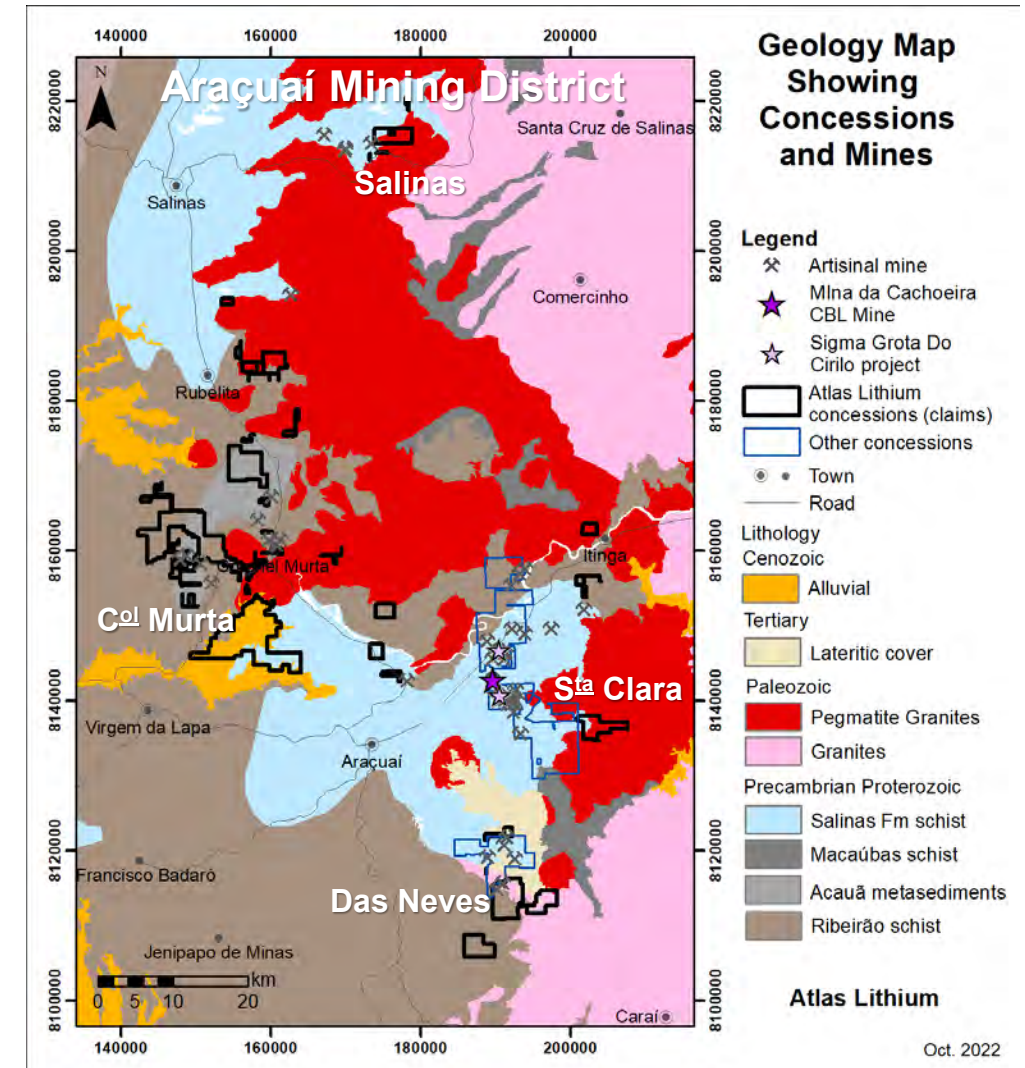 140000 160000 180000 200000
N
Araçuaí Mining District
8220000
8220000
Santa Cruz de Salinas
Salinas
Salinas
8200000
8200000
Comercinho
Rubelita
8180000
8180000
8160000
8160000
Itinga
Murta
C<u>ol</u> Murta
S<u>ta</u> Clara
8140000
8140000
Virgem da Lapa
Araçuaí
8120000
8120000
Francisco Badaró
Das Neves
Jenipapo de Minas
km
0 5 10 20
8100000
8100000
Caraí
140000 160000 180000 200000
Geology Map
Showing
Concessions
and Mines
Legend
Artisinal mine
MIna da Cachoeira
CBL Mine
Sigma Grota Do
Cirilo project
Atlas Lithium
concessions (claims)
Other concessions
Town
Road
Lithology
Cenozoic
Alluvial
Tertiary
Lateritic cover
Paleozoic
Pegmatite Granites
Granites
Precambrian Proterozoic
Salinas Fm schist
Macaúbas schist
Acauã metasediments
Ribeirão schist
Atlas Lithium
Oct. 2022